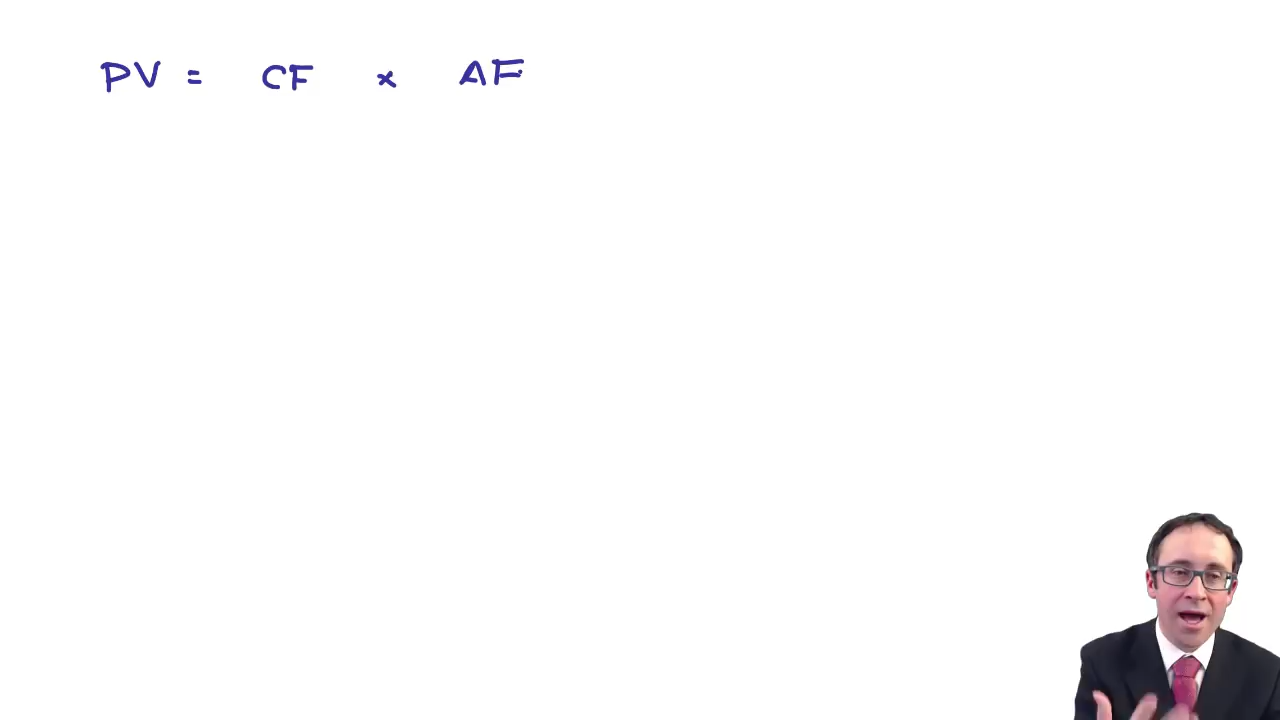 PV = CF x AF